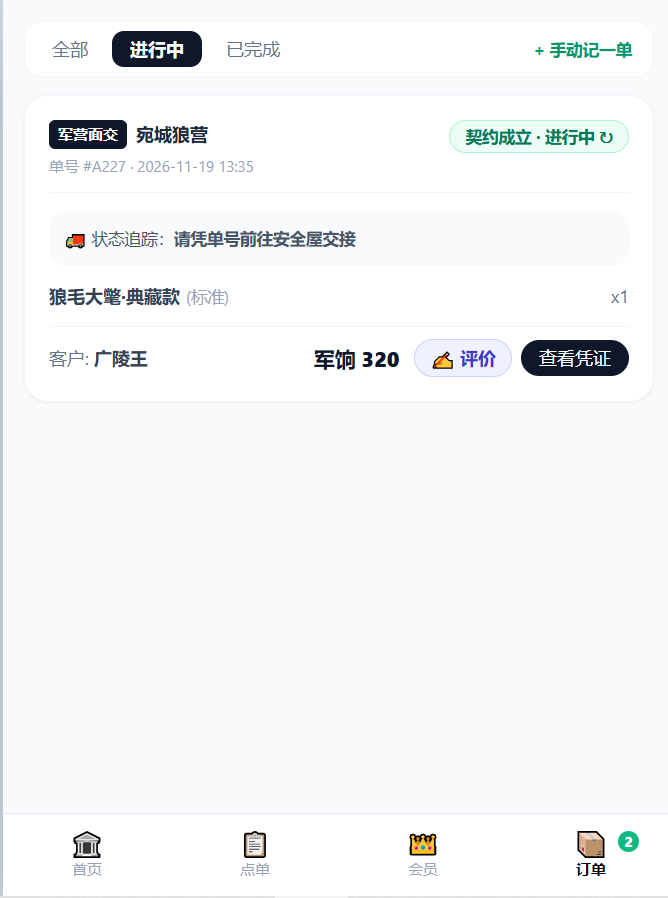 全部 进行中 已完成 + 手动记一单
军营面交 宛城狼营 契约成立 · 进行中 ↻
单号 #A227 · 2026-11-19 13:35
状态追踪: 请凭单号前往安全屋交接
狼毛大氅·典藏款 (标准) x1
客户: 广陵王 军饷 320 评价 查看凭证
2
首页 点单 会员 订单